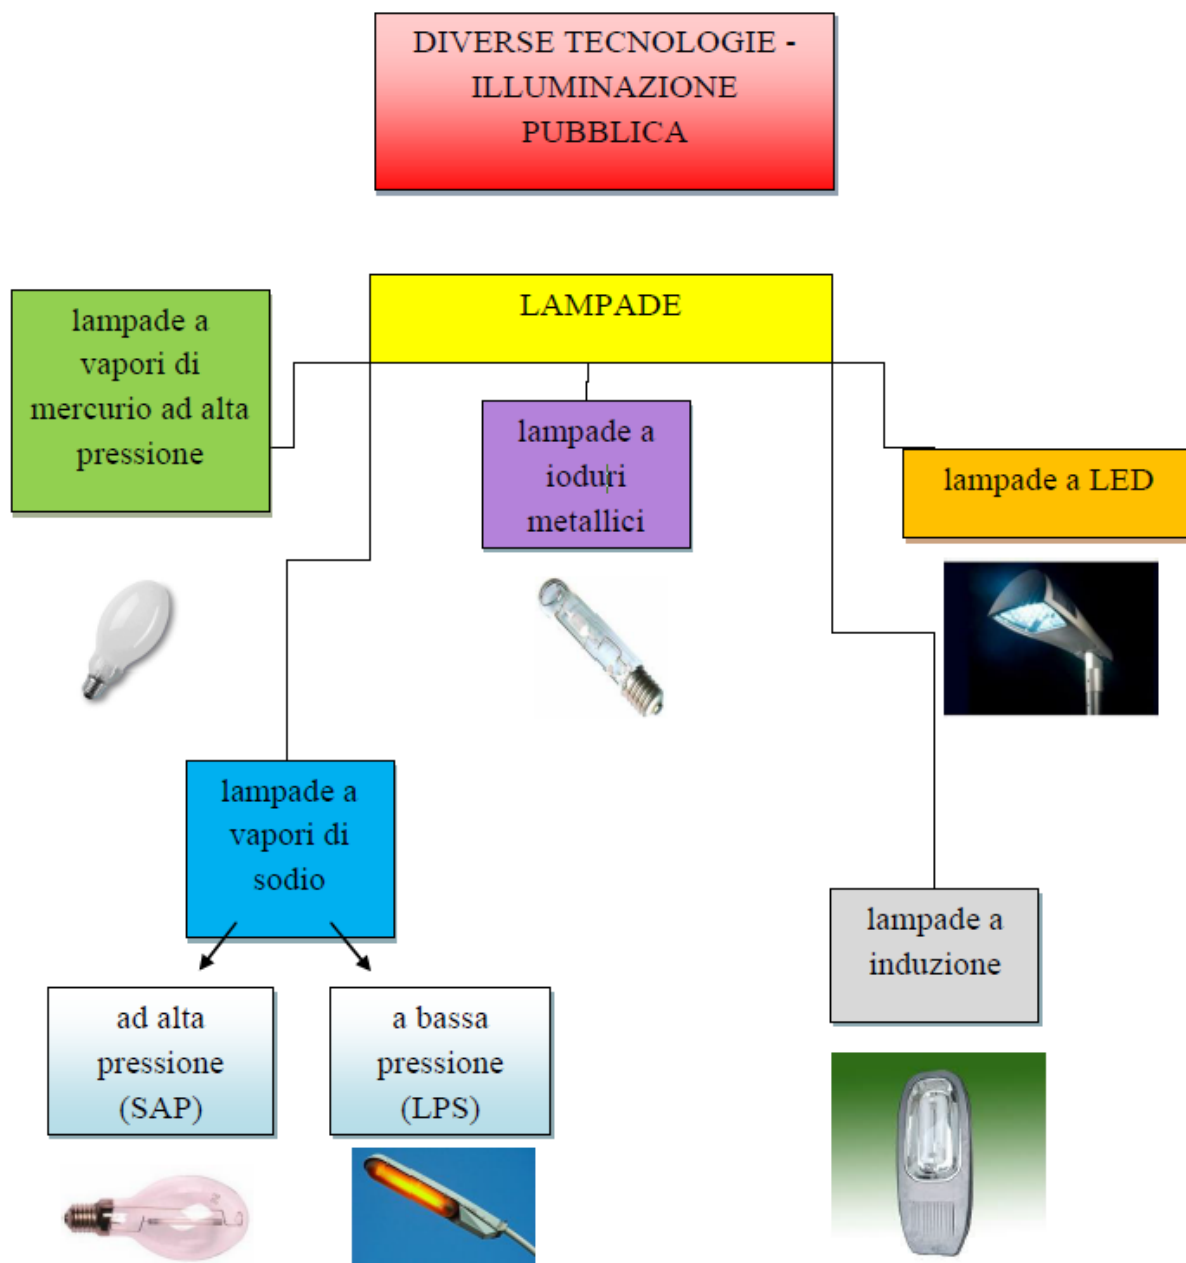 DIVERSE TECNOLOGIE -
ILLUMINAZIONE
PUBBLICA
LAMPADE
lampade a
vapori di
mercurio ad alta
pressione
lampade a
ioduri
metallici
lampade a LED
lampade a
vapori di
sodio
lampade a
induzione
ad alta
pressione
(SAP)
a bassa
pressione
(LPS)